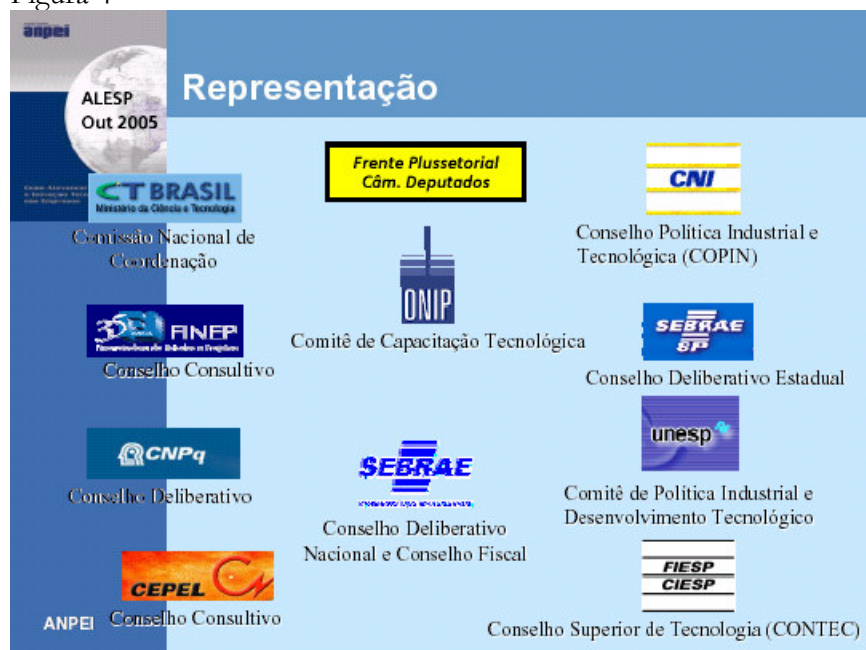 Figura 4
anpei
ALESP
Out 2005
Representação
Frente Plussetorial
Câm. Deputados
CT BRASIL
Ministério da Ciência e Tecnologia
Comissão Nacional de
Coordenação
CNI
Conselho Política Industrial e
Tecnológica (COPIN)
ONIP
Comitê de Capacitação Tecnológica
FINEP
Conselho Consultivo
SEBRAE
SP
Conselho Deliberativo Estadual
CNPq
Conselho Deliberativo
SEBRAE
Conselho Deliberativo
Nacional e Conselho Fiscal
unesp
Comitê de Política Industrial e
Desenvolvimento Tecnológico
CEPEL
Conselho Consultivo
FIESP
CIESP
Conselho Superior de Tecnologia (CONTEC)
ANPEI